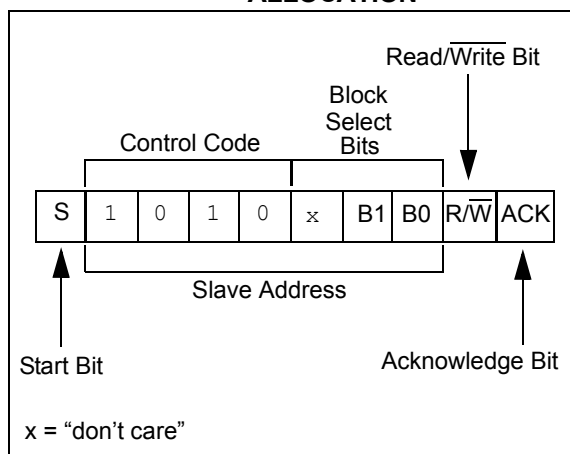 Read/Write Bit
Block
Select
Bits
Control Code
S 1 0 1 0 x B1 B0 R/W ACK
Slave Address
Start Bit
Acknowledge Bit
x = “don’t care”